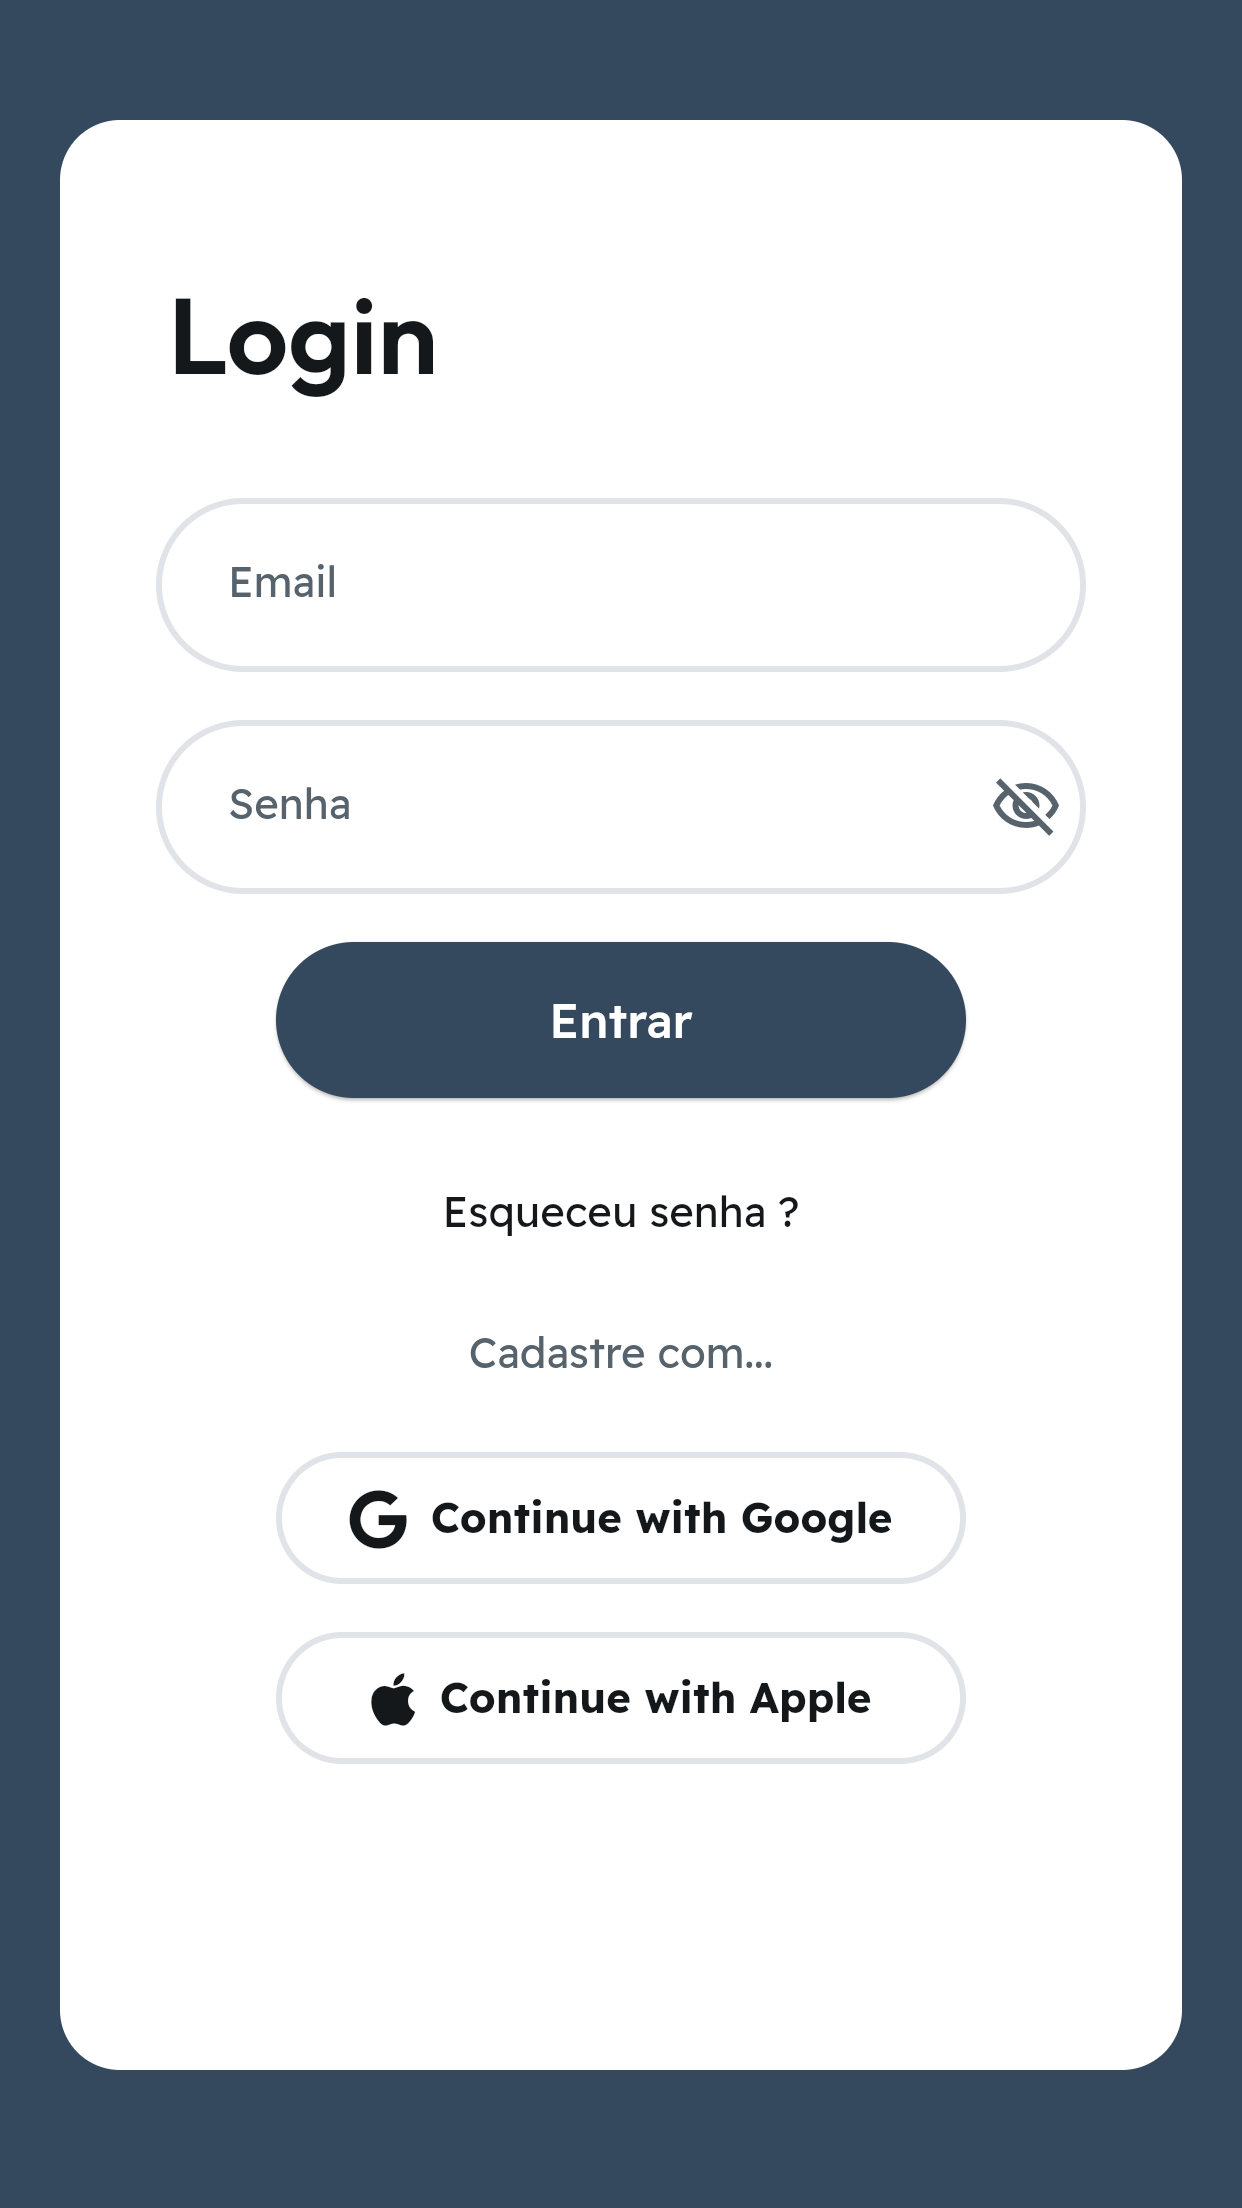 Login
Email
Senha
Entrar
Esqueceu senha ?
Cadastre com...
Continue with Google
Continue with Apple